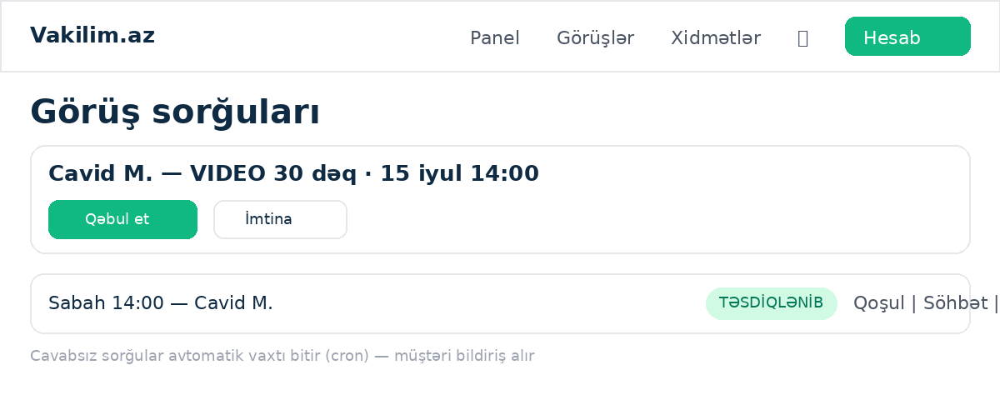 Vakilim.az Panel Görüşlər Xidmətlər Hesab
Görüş sorğuları
Cavid M. — VIDEO 30 dəq · 15 iyul 14:00
Qəbul et İmtina
Sabah 14:00 — Cavid M. TƏSDİQLƏNİB Qoşul | Söhbət |
Cavabsız sorğular avtomatik vaxtı bitir (cron) — müştəri bildiriş alır